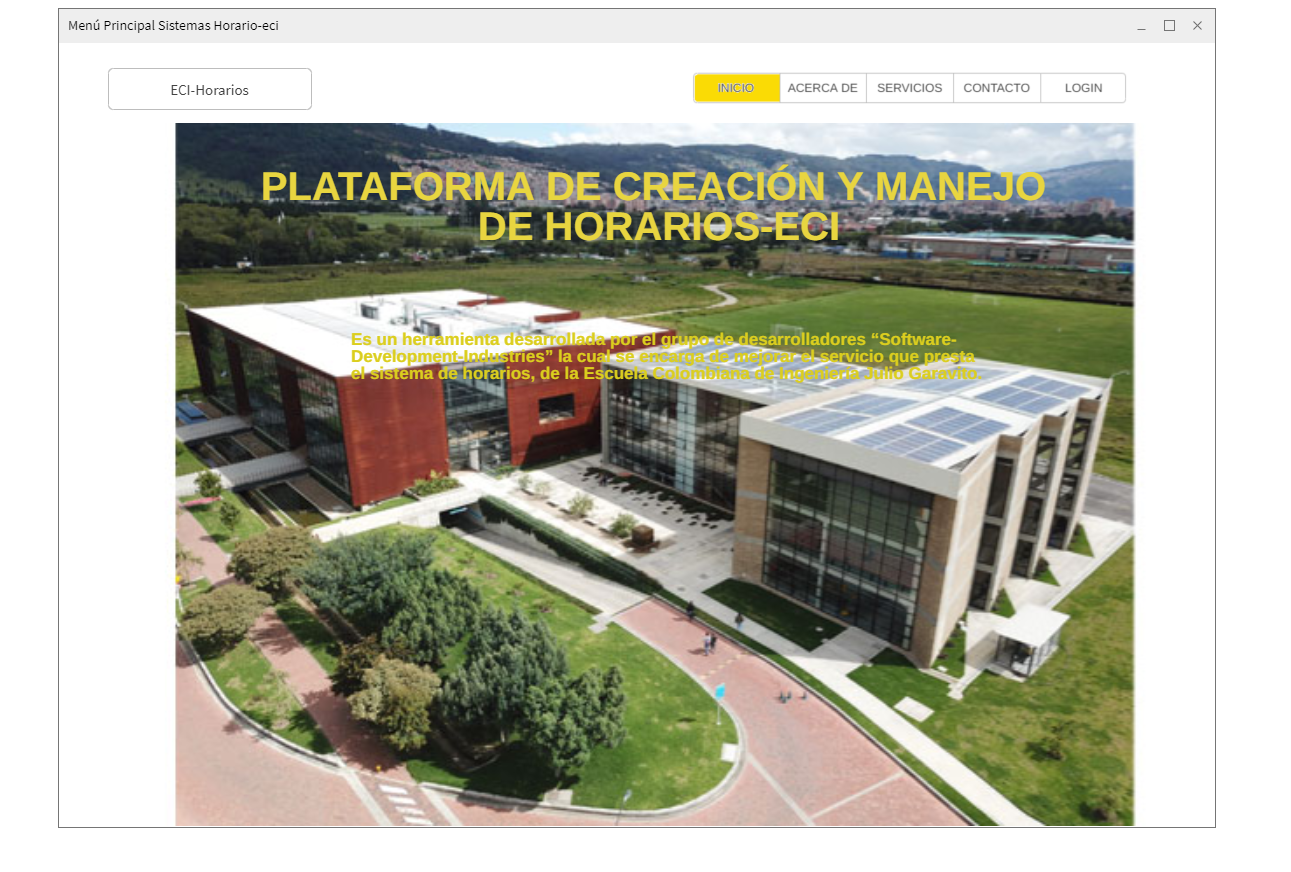 Menú Principal Sistemas Horario-eci
ECI-Horarios
INICIO
ACERCA DE
SERVICIOS
CONTACTO
LOGIN
PLATAFORMA DE CREACIÓN Y MANEJO
DE HORARIOS-ECI
Es un herramienta desarrollada por el grupo de desarrolladores “Software-
Development-Industries” la cual se encarga de mejorar el servicio que presta
el sistema de horarios, de la Escuela Colombiana de Ingeniería Julio Garavito.